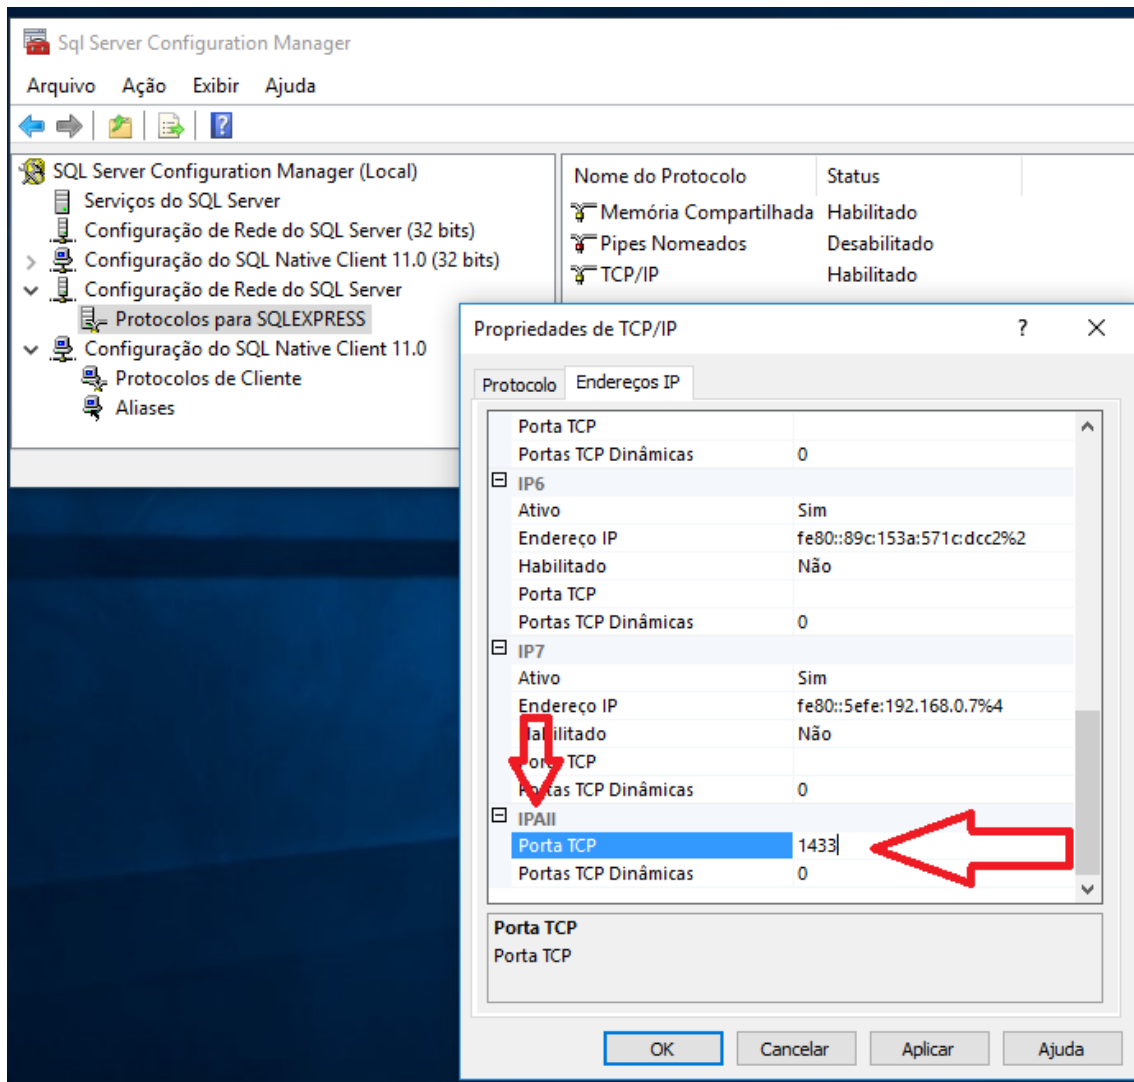 Sql Server Configuration Manager
Arquivo Ação Exibir Ajuda
SQL Server Configuration Manager (Local)
Serviços do SQL Server
Configuração de Rede do SQL Server (32 bits)
Configuração do SQL Native Client 11.0 (32 bits)
Configuração de Rede do SQL Server
Protocolos para SQLEXPRESS
Configuração do SQL Native Client 11.0
Protocolos de Cliente
Aliases
Nome do Protocolo Status
Memória Compartilhada Habilitado
Pipes Nomeados Desabilitado
TCP/IP Habilitado
Propriedades de TCP/IP ?
Protocolo Endereços IP
Porta TCP
Portas TCP Dinâmicas 0
IP6
Ativo Sim
Endereço IP fe80::89c:153a:571c:dcc2%2
Habilitado Não
Porta TCP
Portas TCP Dinâmicas 0
IP7
Ativo Sim
Endereço IP fe80::5efe:192.168.0.7%4
Habilitado Não
Porta TCP
Portas TCP Dinâmicas 0
IPAll
Porta TCP 1433
Portas TCP Dinâmicas 0
Porta TCP
Porta TCP
OK Cancelar Aplicar Ajuda